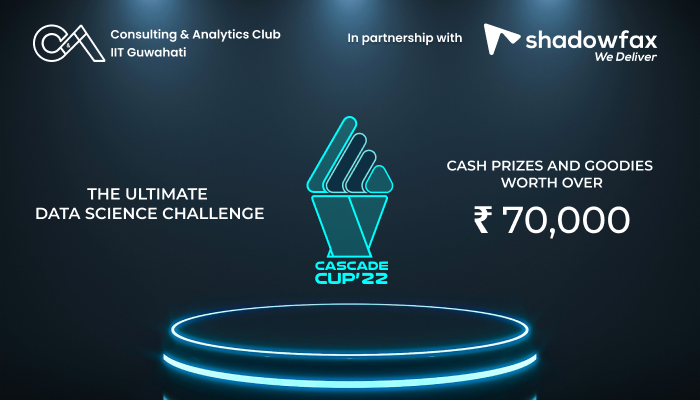 Consulting & Analytics Club
IIT Guwahati
In partnership with
shadowfax
We Deliver
THE ULTIMATE
DATA SCIENCE CHALLENGE
CASCADE
CUP'22
CASH PRIZES AND GOODIES
WORTH OVER
₹ 70,000